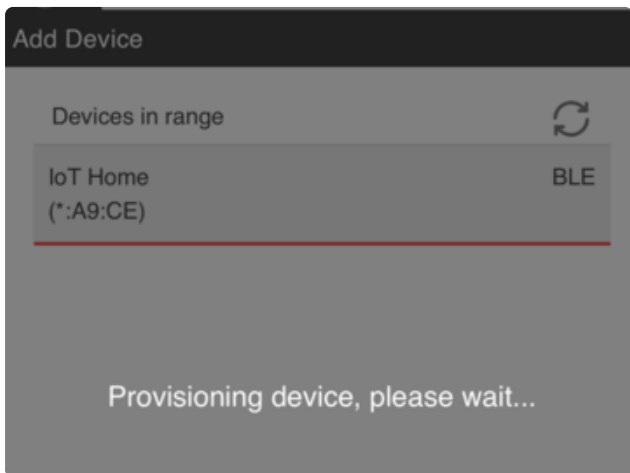 Add Device
Devices in range
IoT Home
BLE
(*:A9:CE)
Provisioning device, please wait...